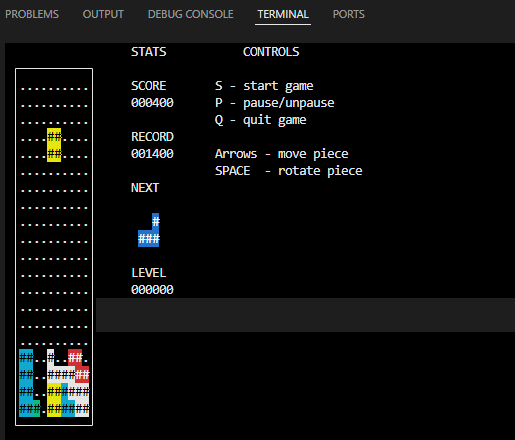 PROBLEMS OUTPUT DEBUG CONSOLE TERMINAL PORTS
STATS CONTROLS
.......... SCORE S - start game
.......... 000400 P - pause/unpause
.......... Q - quit game
....##.... RECORD
....##.... 001400 Arrows - move piece
.......... SPACE - rotate piece
.......... NEXT
..........
.......... #
.......... ###
..........
.......... LEVEL
.......... 000000
..........
..........
..........
##..#..##.
##..######
##..######
###.######